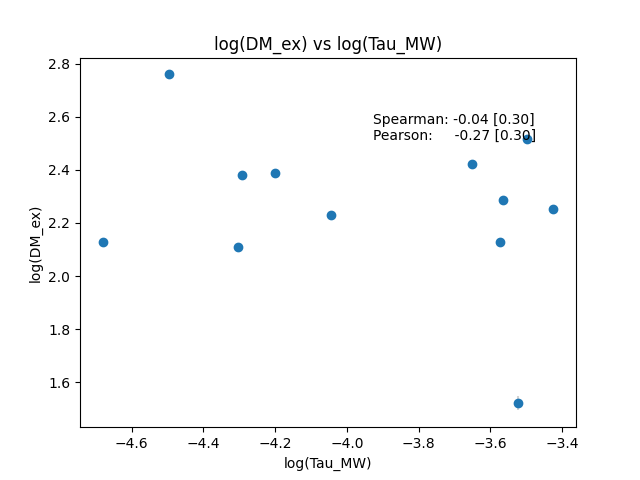 log(DM_ex) vs log(Tau_MW)
2.8
2.6
2.4
2.2
2.0
1.8
1.6
log(DM_ex)
Spearman: -0.04 [0.30]
Pearson: -0.27 [0.30]
−4.6 −4.4 −4.2 −4.0 −3.8 −3.6 −3.4
log(Tau_MW)